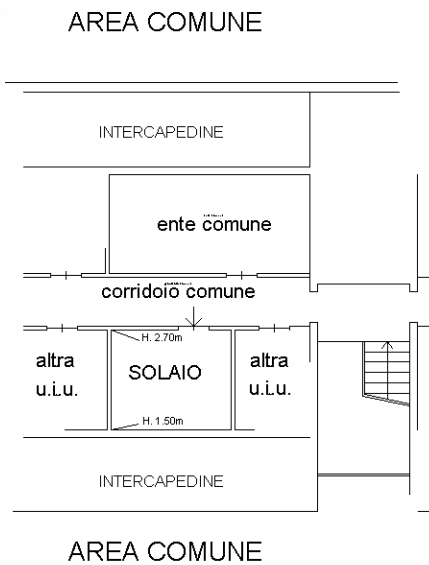 AREA COMUNE
INTERCAPEDINE
ente comune
corridoio comune
H. 2.70m
altra
u.i.u.
SOLAIO
altra
u.i.u.
H. 1.50m
INTERCAPEDINE
AREA COMUNE